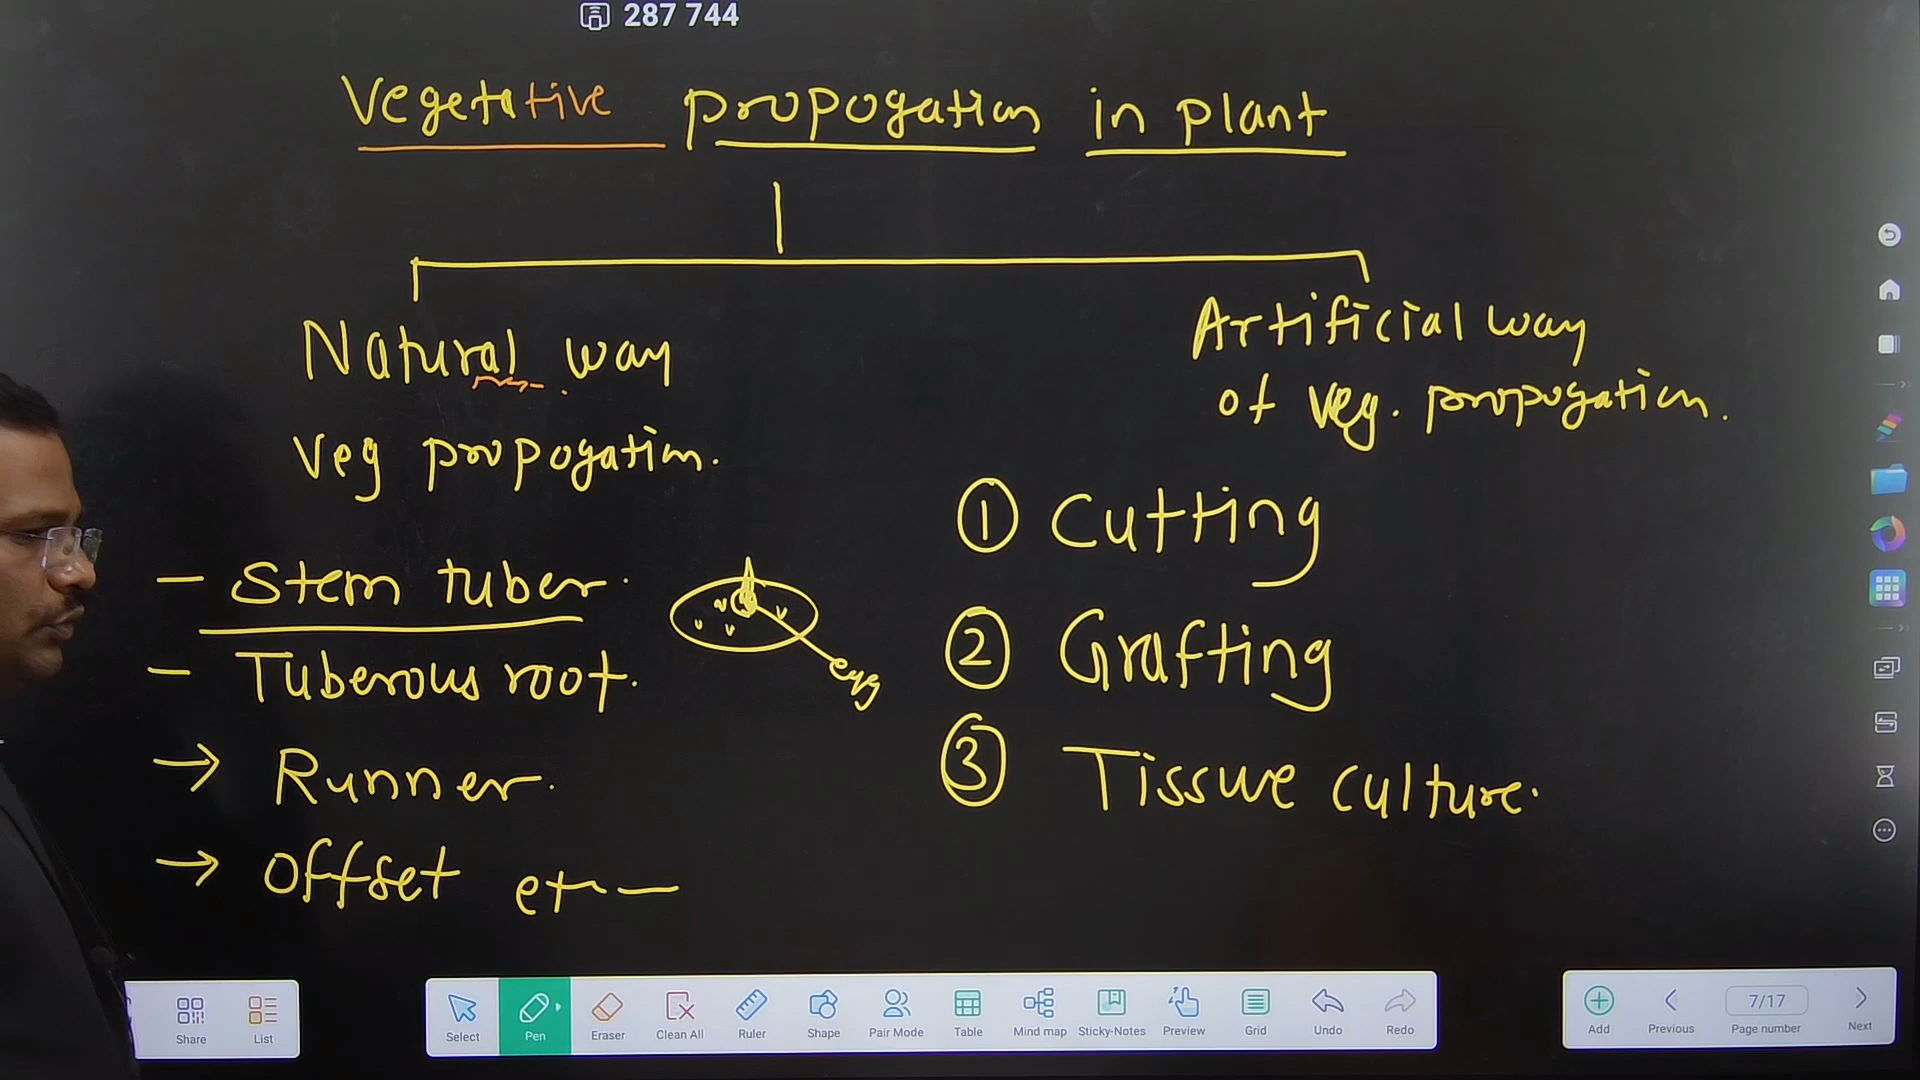 287 744
Vegetative propogation in plant
Natural way
veg propogation.
Artificial way
of veg. propogation.
- Stem tuber.
- Tuberous root.
→ Runner.
→ Offset etc —
eye
① Cutting
② Grafting
③ Tissue culture.
Share List
Select Pen Eraser Clean All Ruler Shape Pair Mode Table Mind map Sticky-Notes Preview Grid Undo Redo
Add Previous 7/17 Page number Next